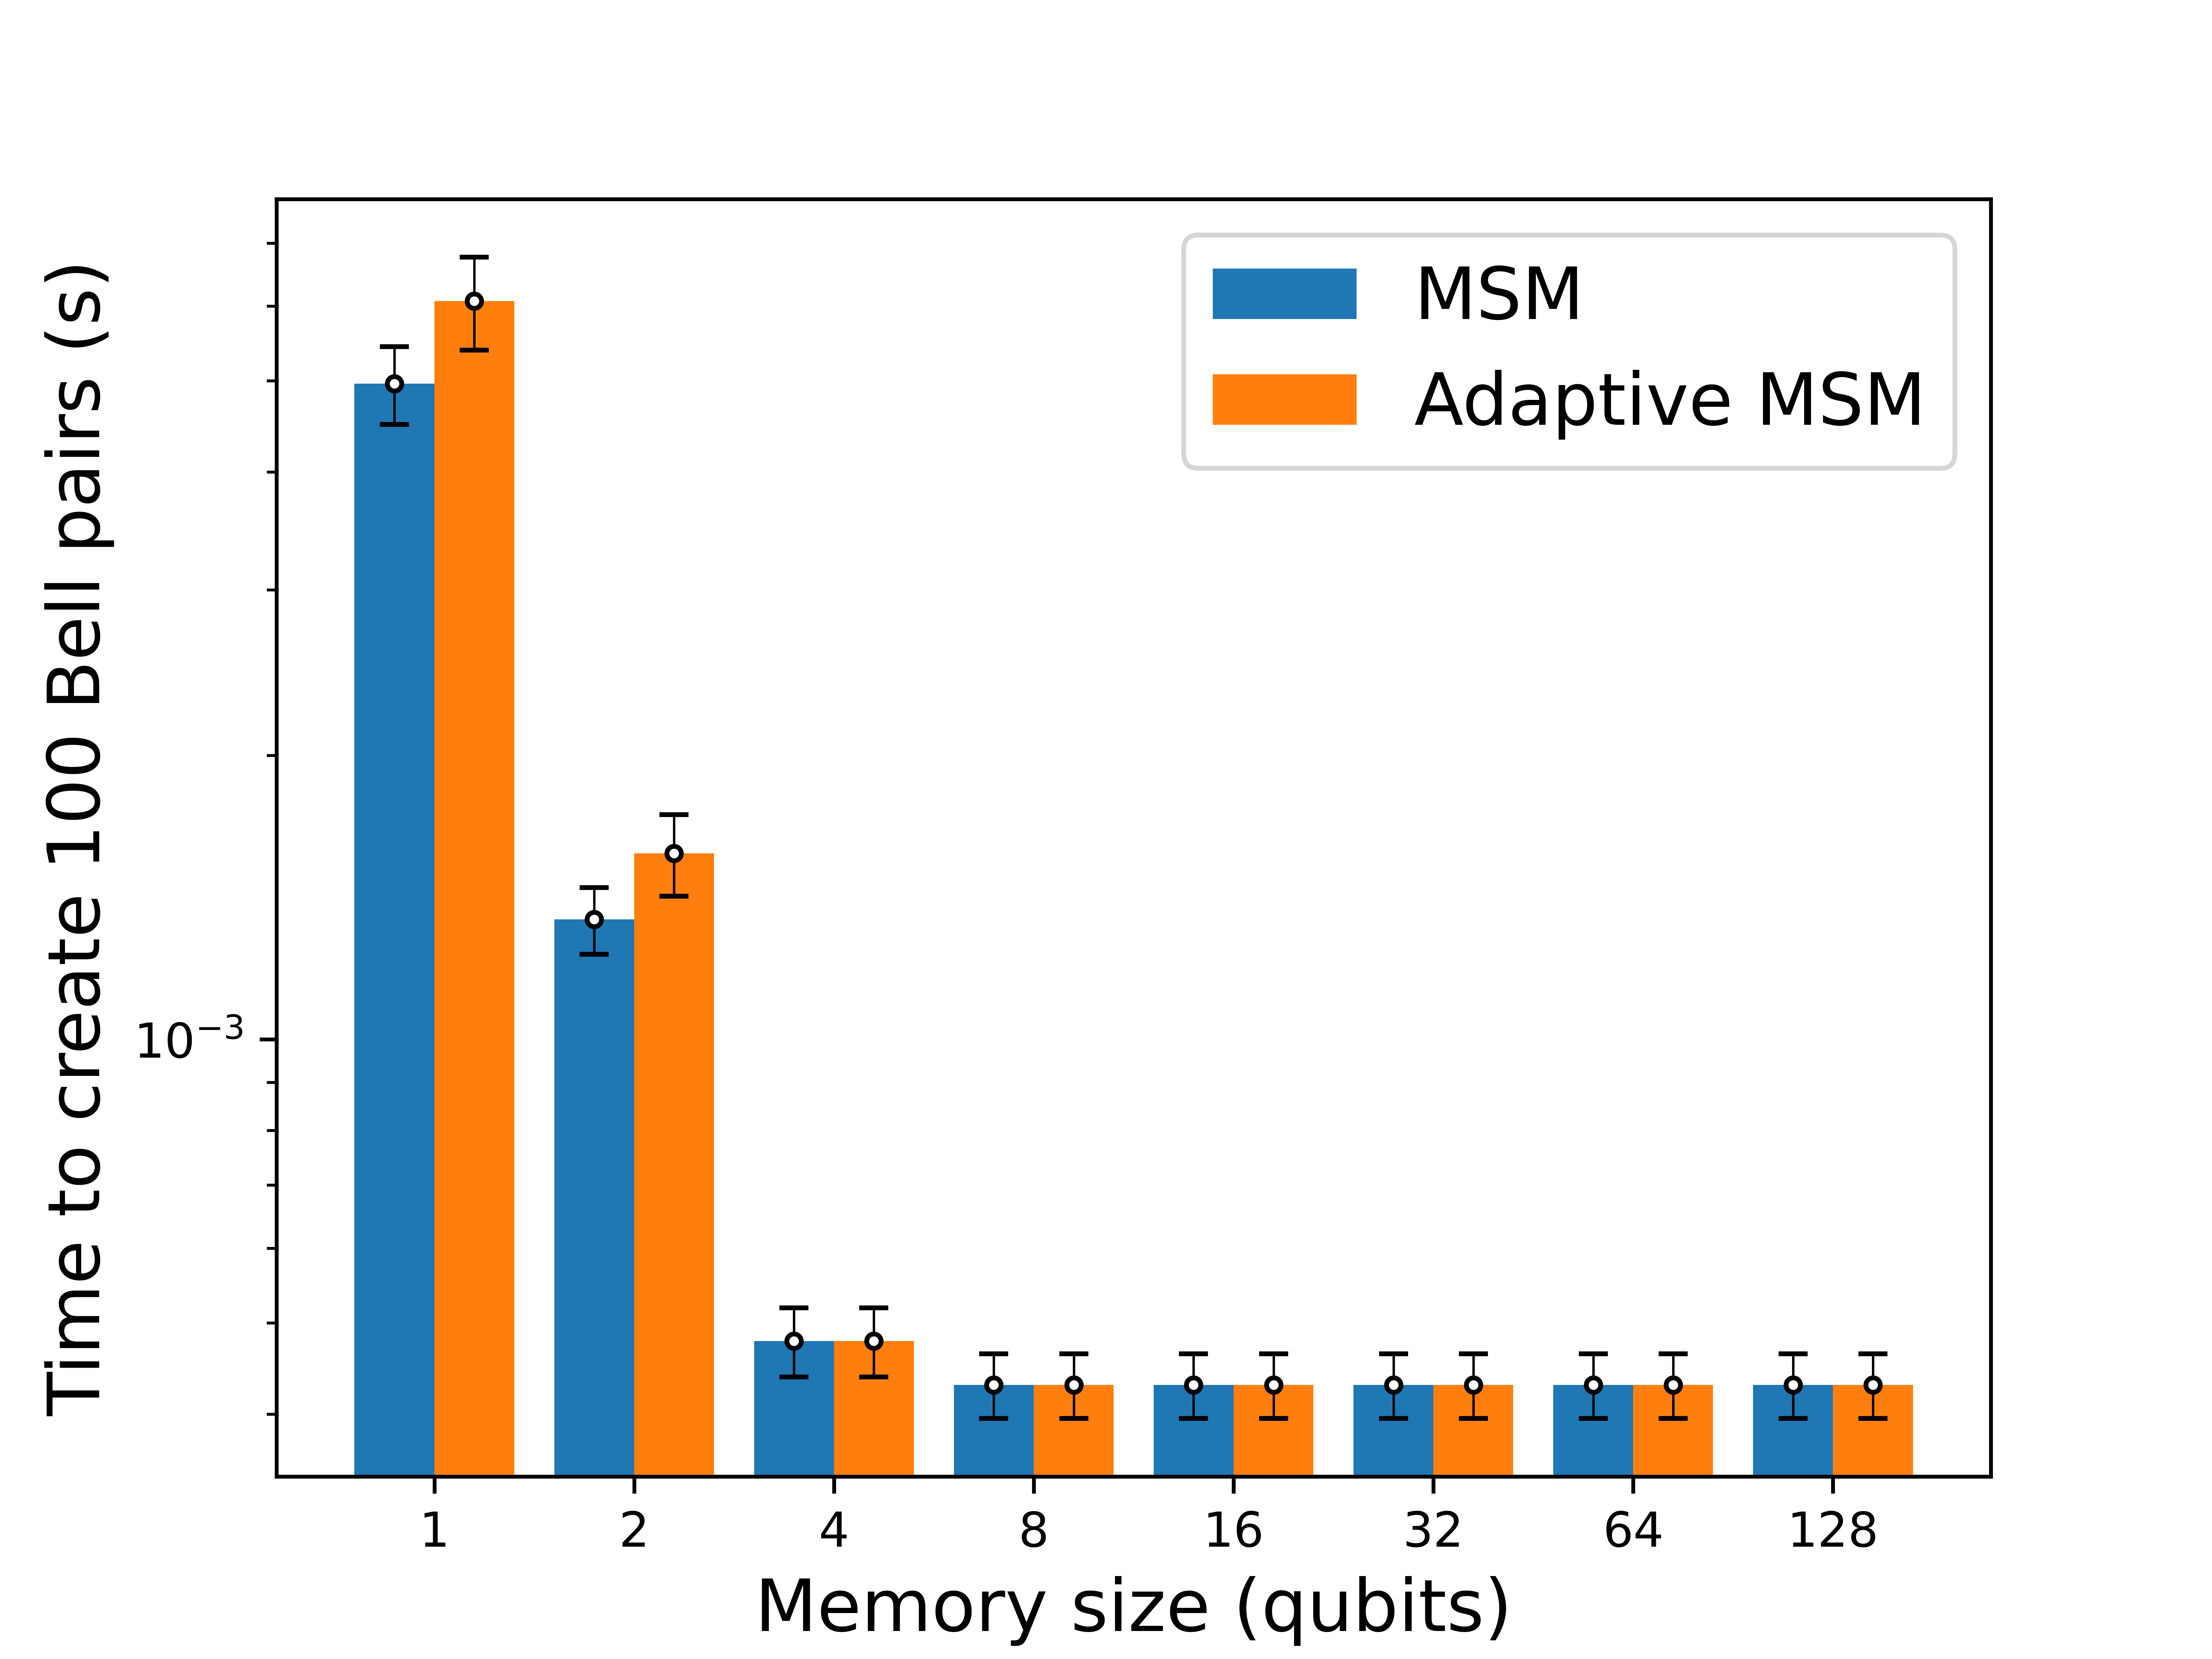 MSM
Adaptive MSM
Time to create 100 Bell pairs (s)
10⁻³
1 2 4 8 16 32 64 128
Memory size (qubits)